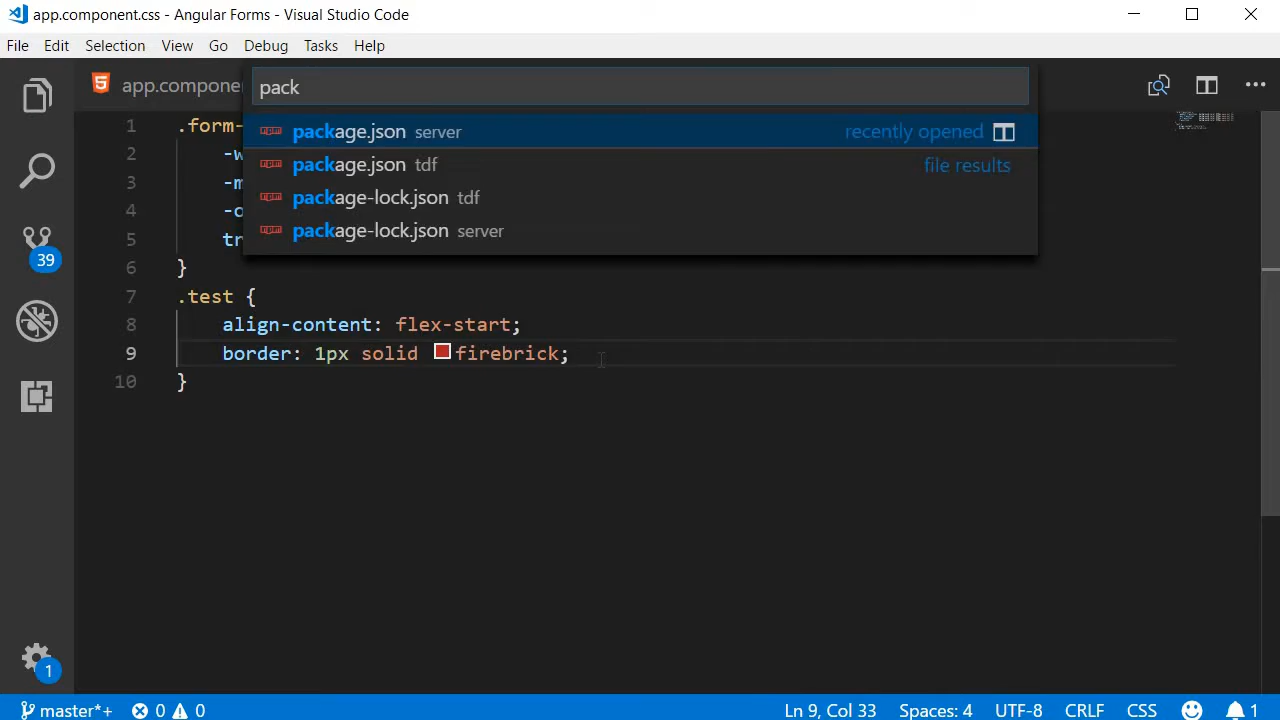 app.component.css - Angular Forms - Visual Studio Code
File Edit Selection View Go Debug Tasks Help
pack
package.json server recently opened
package.json tdf file results
package-lock.json tdf
package-lock.json server
1 .form-
2
3 -m
4 -o
5 tr
6 }
7 .test {
8 align-content: flex-start;
9 border: 1px solid firebrick;
10 }
39
1
master*+ 0 0 Ln 9, Col 33 Spaces: 4 UTF-8 CRLF CSS 1